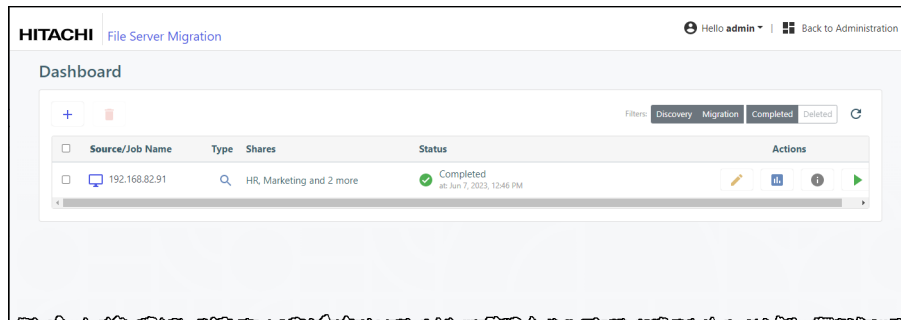 HITACHI File Server Migration Hello admin | Back to Administration
Dashboard
+ Filters: Discovery Migration Completed Deleted
Source/Job Name Type Shares Status Actions
192.168.82.91 HR, Marketing and 2 more Completed
at: Jun 7, 2023, 12:46 PM